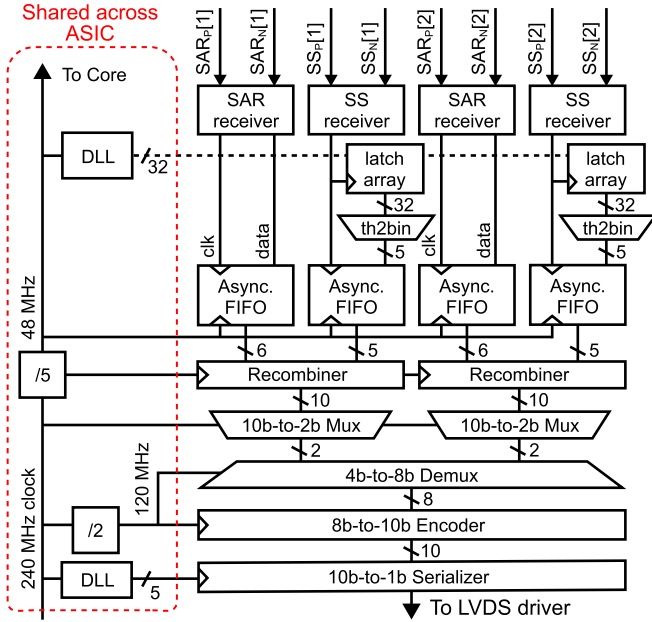 Shared across
ASIC
SARP[1]
SARN[1]
SSP[1]
SSN[1]
SARP[2]
SARN[2]
SSP[2]
SSN[2]
To Core
SAR
receiver
SS
receiver
SAR
receiver
SS
receiver
DLL
32
latch
array
latch
array
32
32
th2bin
th2bin
5
5
clk
data
clk
data
Async.
FIFO
Async.
FIFO
Async.
FIFO
Async.
FIFO
48 MHz
6
5
6
5
/5
Recombiner
Recombiner
10
10
10b-to-2b Mux
10b-to-2b Mux
2
2
120 MHz
4b-to-8b Demux
8
240 MHz clock
/2
8b-to-10b Encoder
10
DLL
5
10b-to-1b Serializer
To LVDS driver